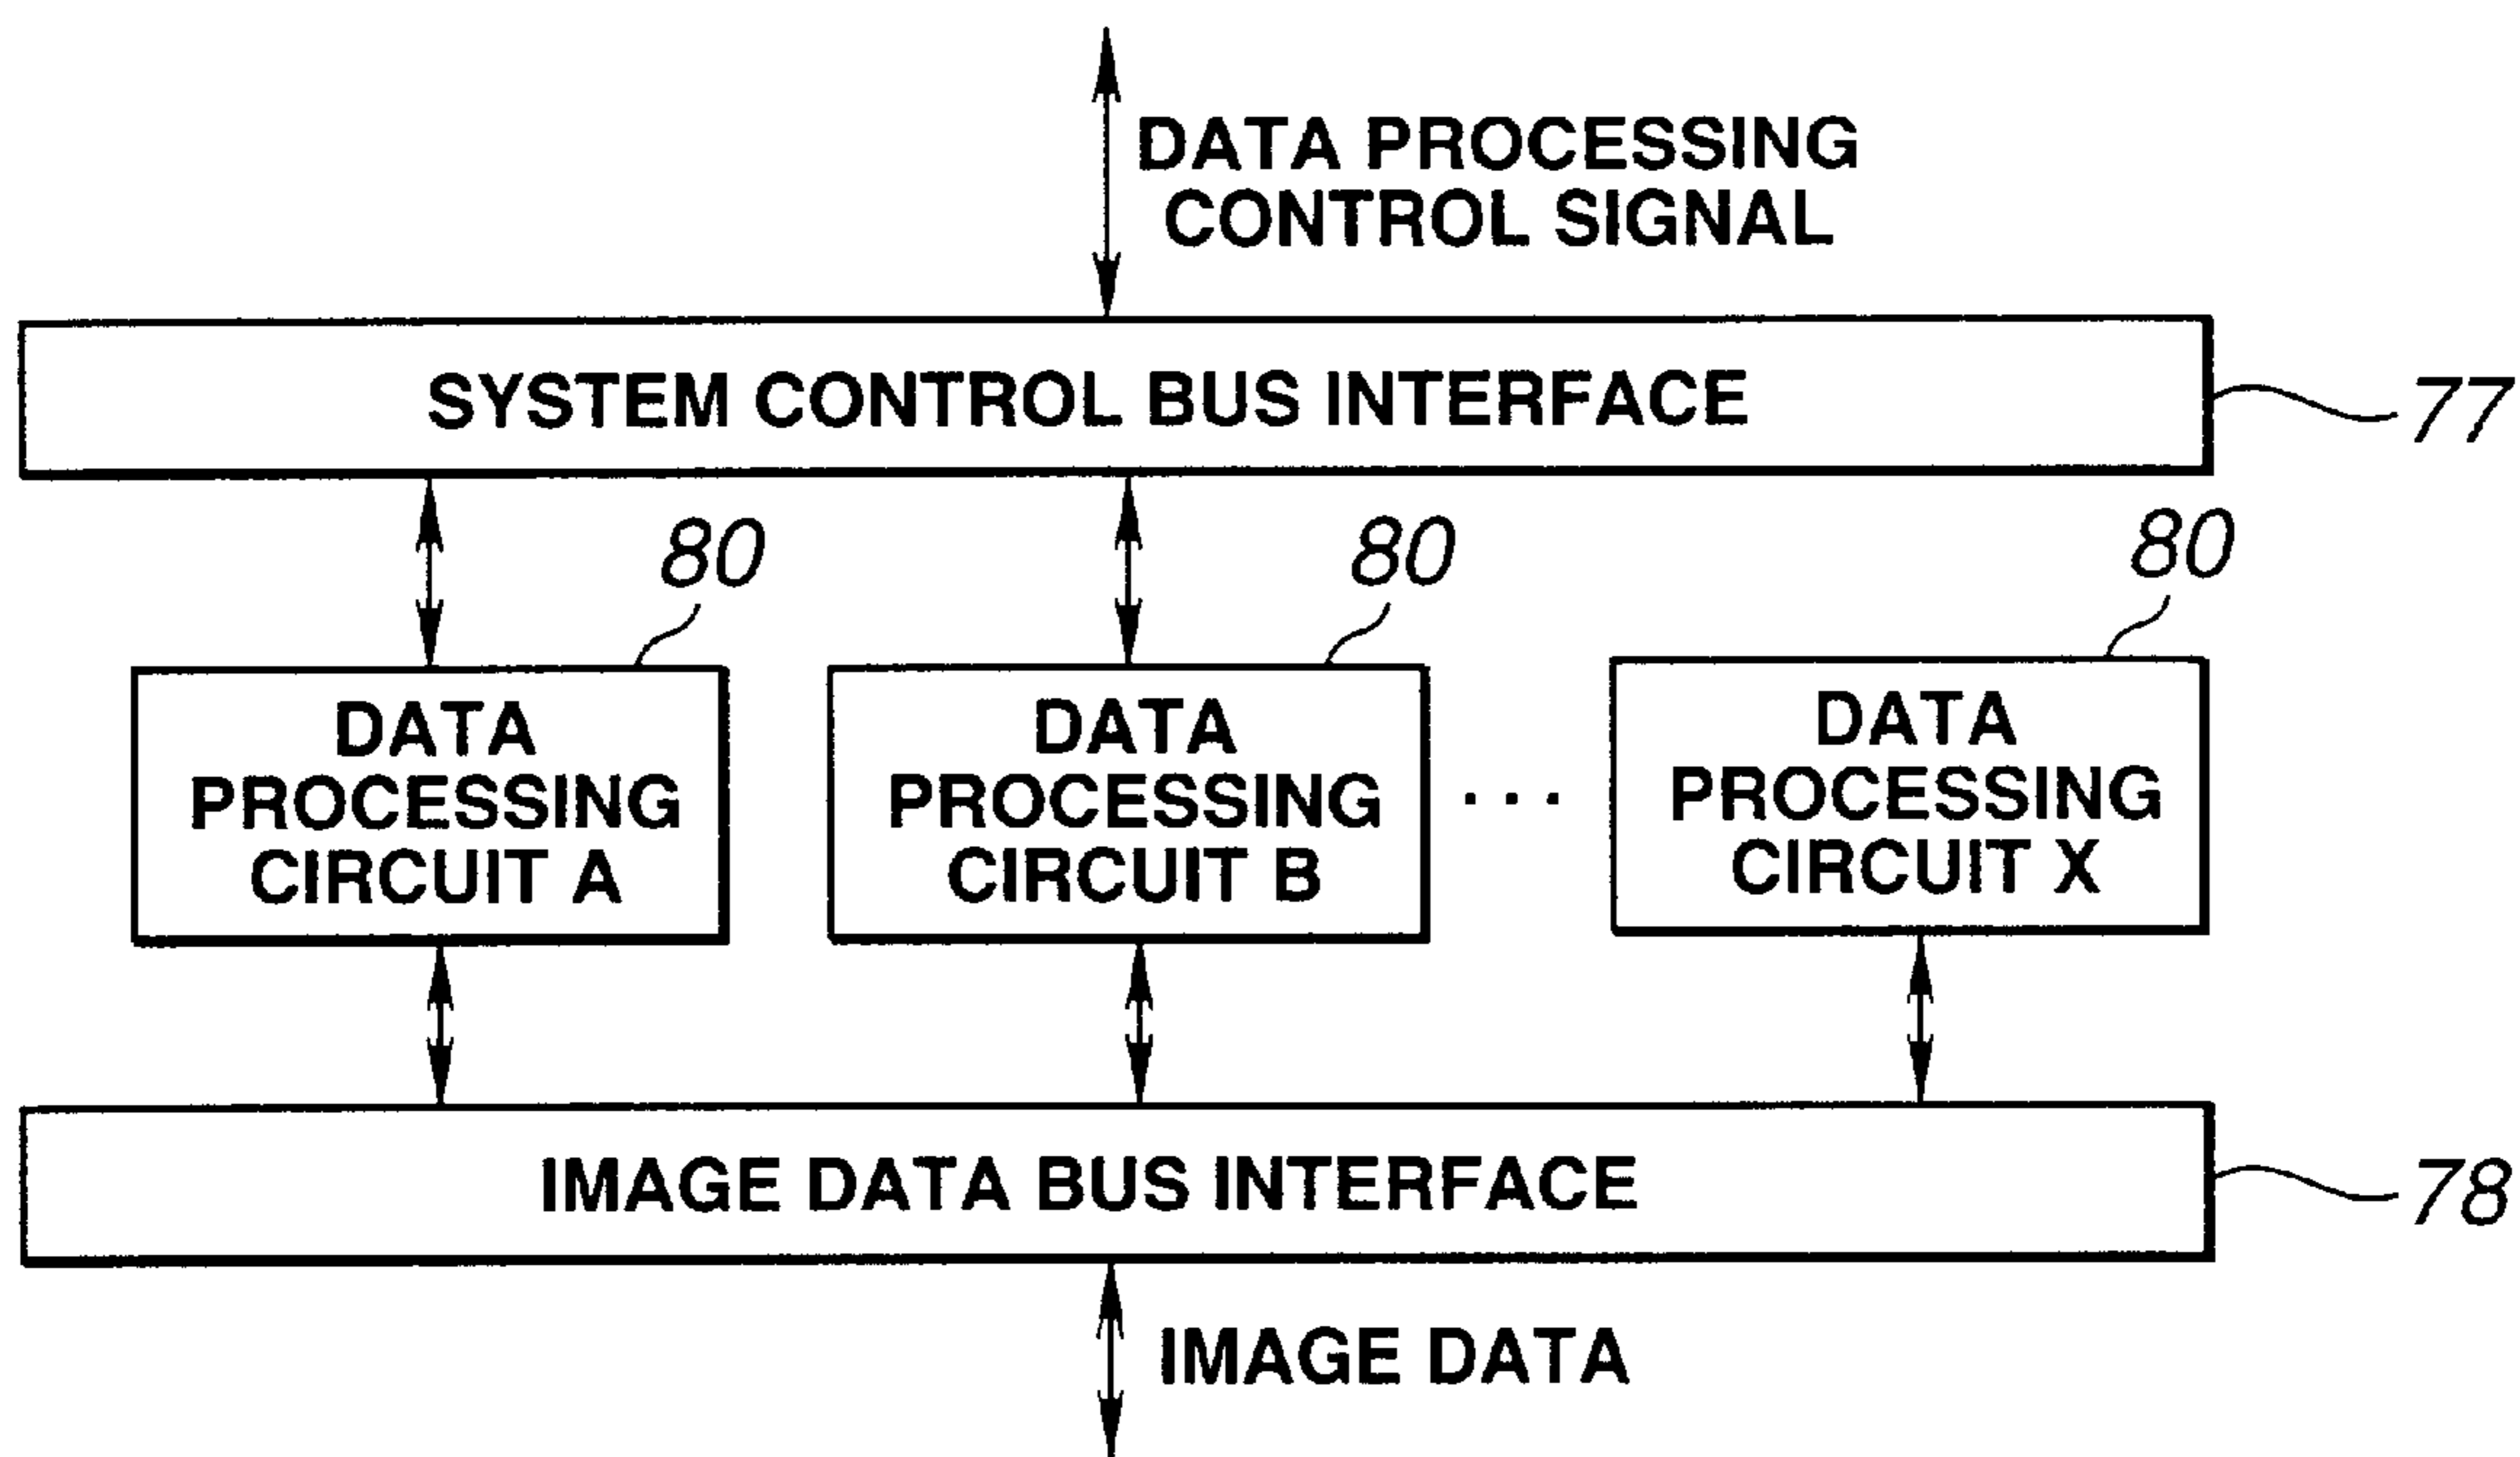 DATA PROCESSING
CONTROL SIGNAL
SYSTEM CONTROL BUS INTERFACE
77
80
80
80
DATA
PROCESSING
CIRCUIT A
DATA
PROCESSING
CIRCUIT B
...
DATA
PROCESSING
CIRCUIT X
IMAGE DATA BUS INTERFACE
78
IMAGE DATA